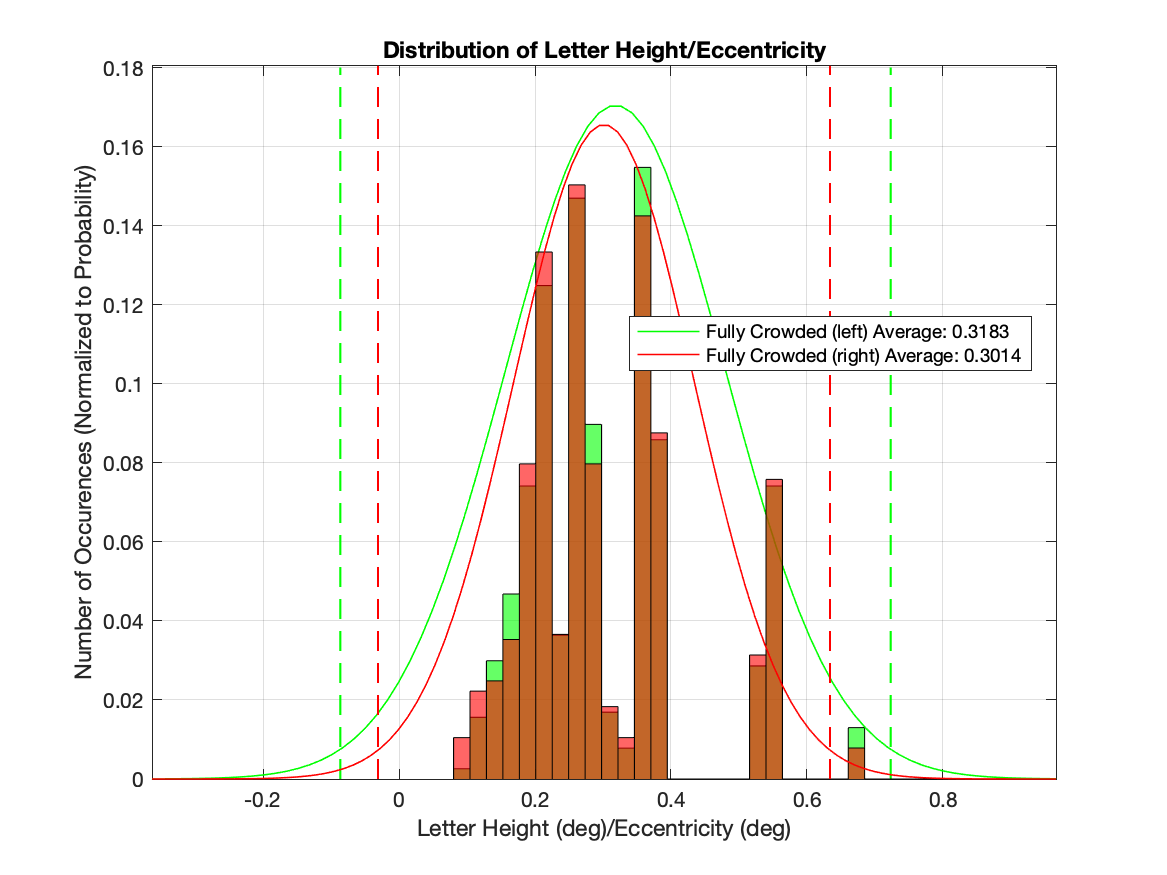 Distribution of Letter Height/Eccentricity
0.18
0.16
0.14
0.12
0.1
0.08
0.06
0.04
0.02
0
Number of Occurences (Normalized to Probability)
Fully Crowded (left) Average: 0.3183
Fully Crowded (right) Average: 0.3014
-0.2 0 0.2 0.4 0.6 0.8
Letter Height (deg)/Eccentricity (deg)